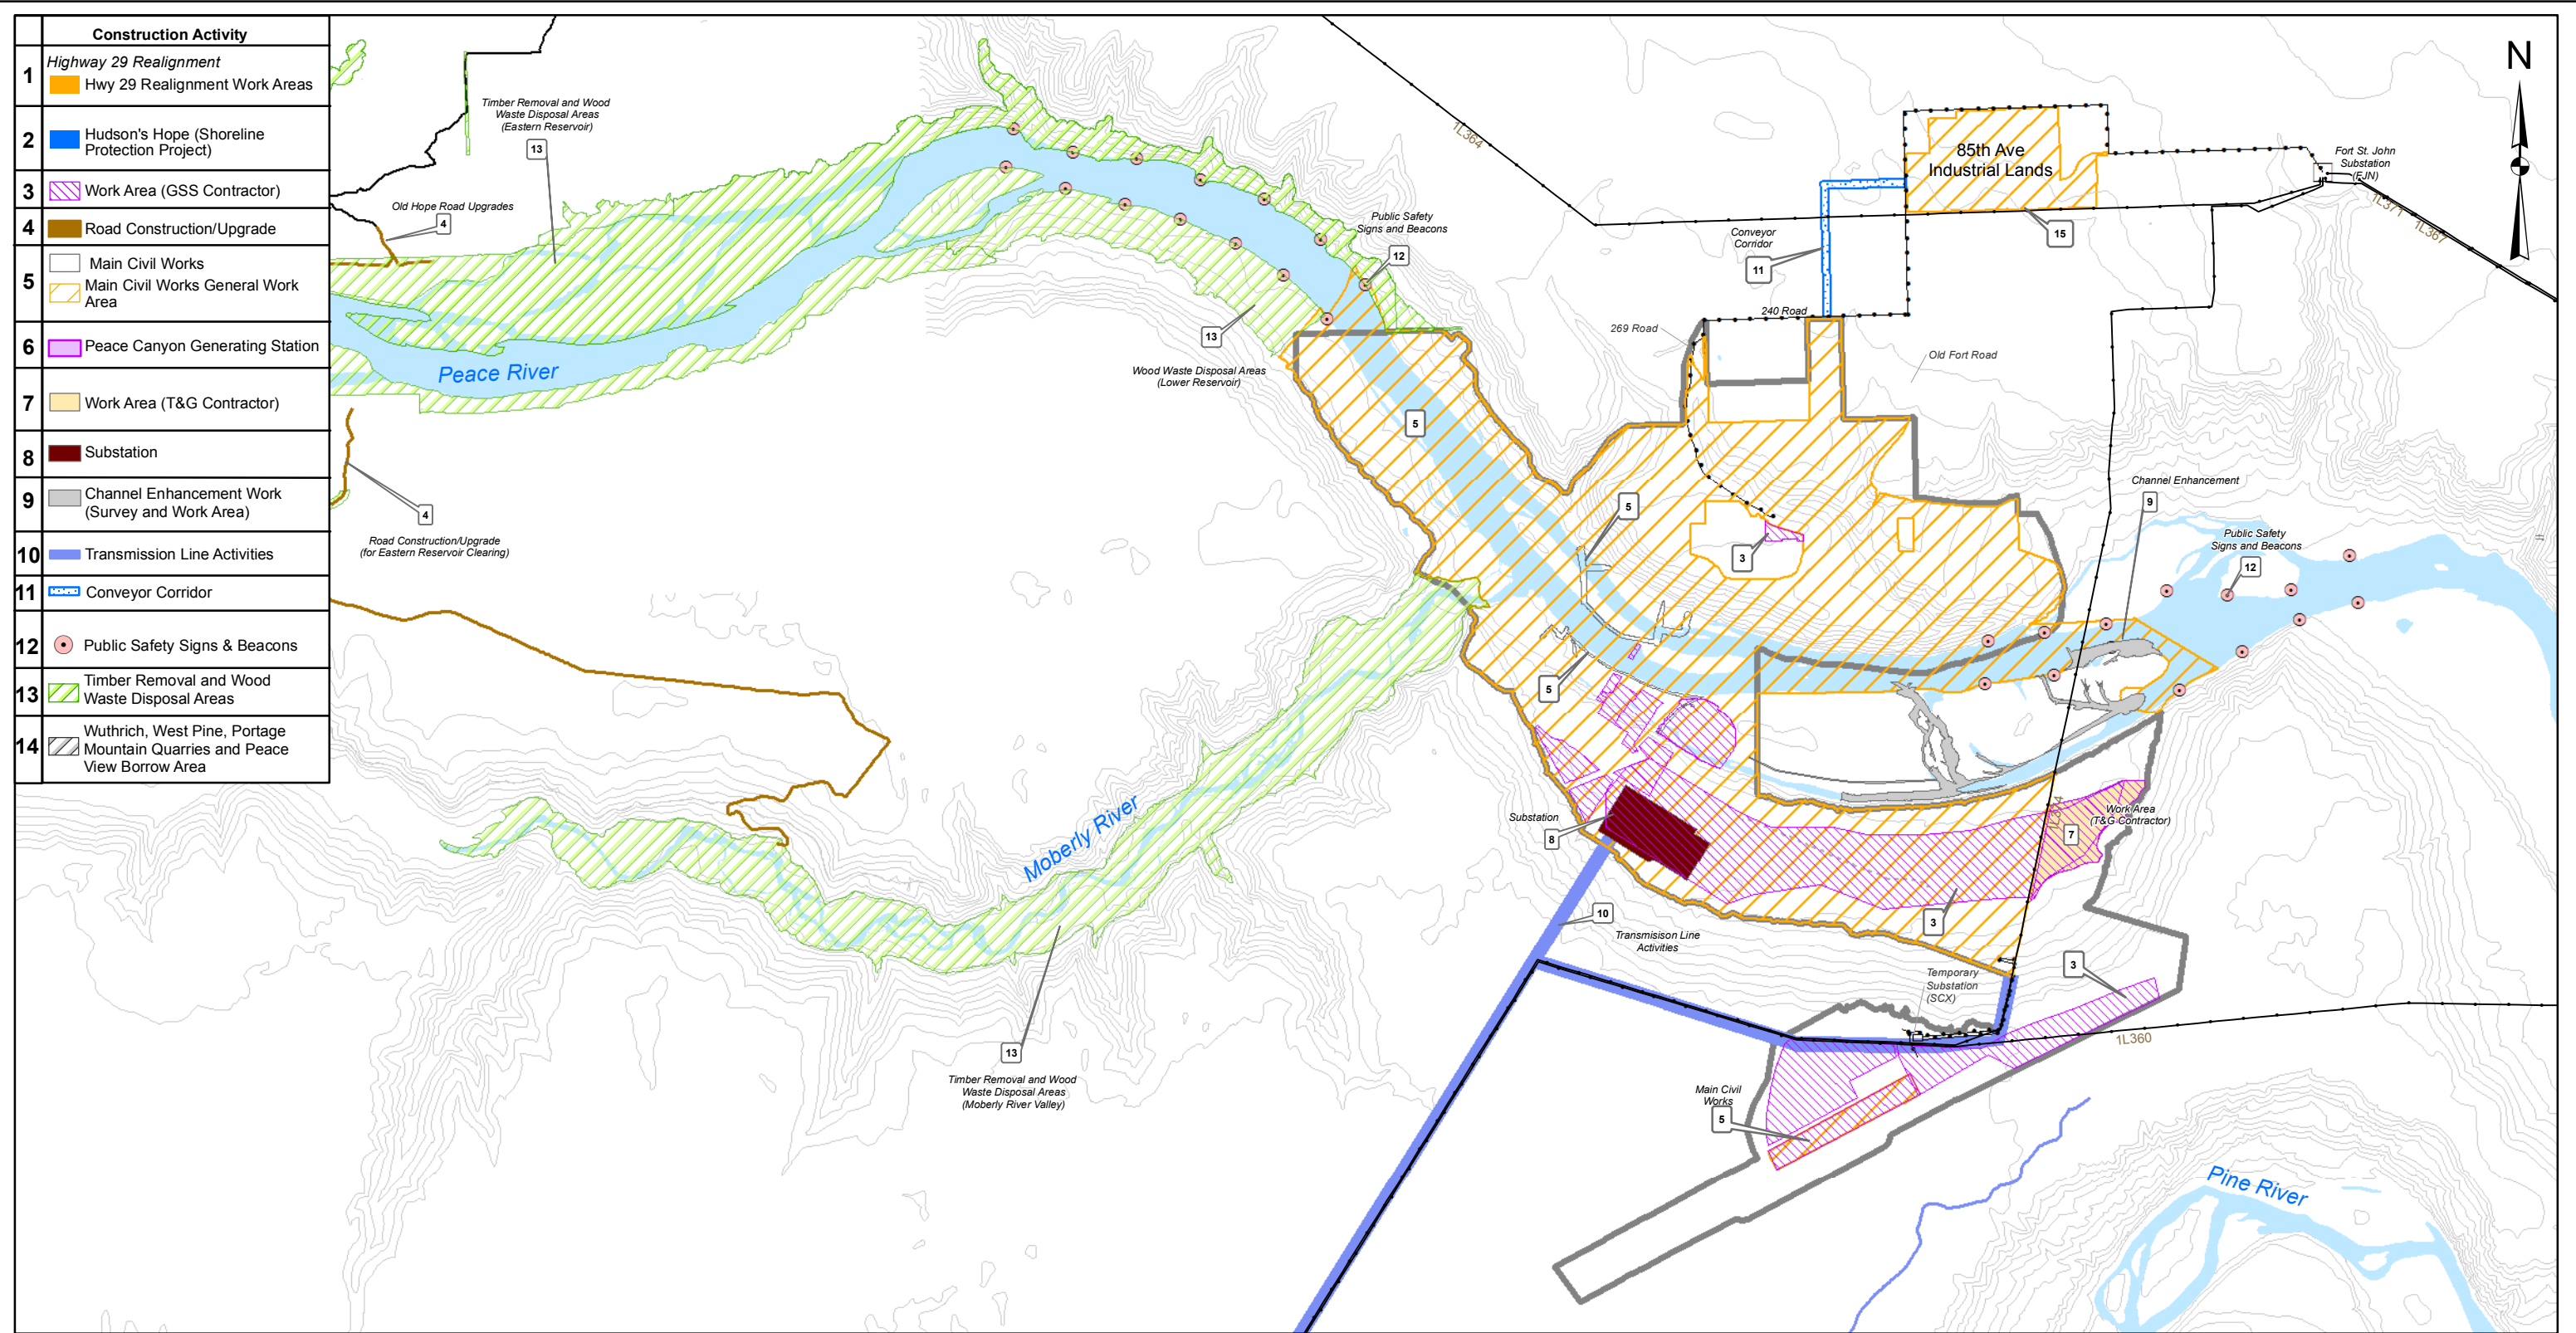 Construction Activity
1
Highway 29 Realignment
Hwy 29 Realignment Work Areas
2
Hudson's Hope (Shoreline
Protection Project)
3
Work Area (GSS Contractor)
4
Road Construction/Upgrade
5
Main Civil Works
Main Civil Works General Work
Area
6
Peace Canyon Generating Station
7
Work Area (T&G Contractor)
8
Substation
9
Channel Enhancement Work
(Survey and Work Area)
10
Transmission Line Activities
11
Conveyor Corridor
12
Public Safety Signs & Beacons
13
Timber Removal and Wood
Waste Disposal Areas
14
Wuthrich, West Pine, Portage
Mountain Quarries and Peace
View Borrow Area
Timber Removal and Wood
Waste Disposal Areas
(Eastern Reservoir)
13
Old Hope Road Upgrades
4
Peace River
4
Road Construction/Upgrade
(for Eastern Reservoir Clearing)
Public Safety
Signs and Beacons
12
13
Wood Waste Disposal Areas
(Lower Reservoir)
1L364
N
85th Ave
Industrial Lands
Fort St. John
Substation
(FJN)
1L371
1L367
15
Conveyor
Corridor
11
240 Road
269 Road
Old Fort Road
5
5
3
Channel Enhancement
9
Public Safety
Signs and Beacons
12
5
Substation
8
Work Area
(T&G Contractor)
7
3
10
Transmisison Line
Activities
Temporary
Substation
(SCX)
3
1L360
Main Civil
Works
5
Moberly River
13
Timber Removal and Wood
Waste Disposal Areas
(Moberly River Valley)
Pine River